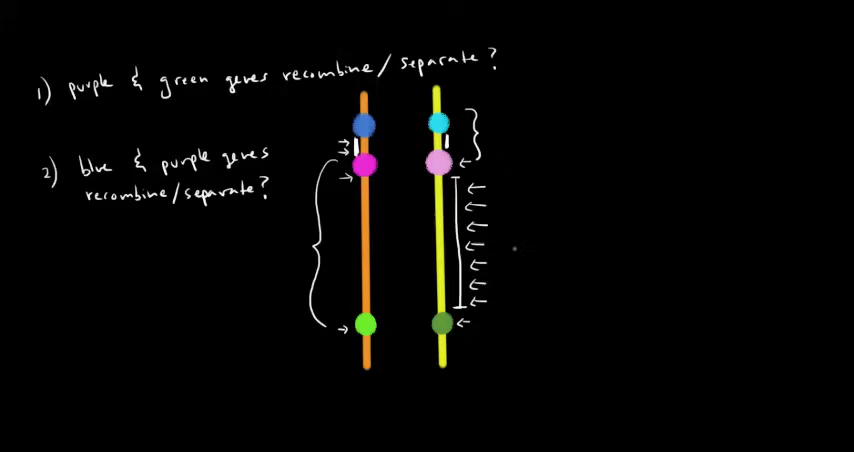 1) purple & green genes recombine/separate?
2) blue & purple genes
recombine/separate?